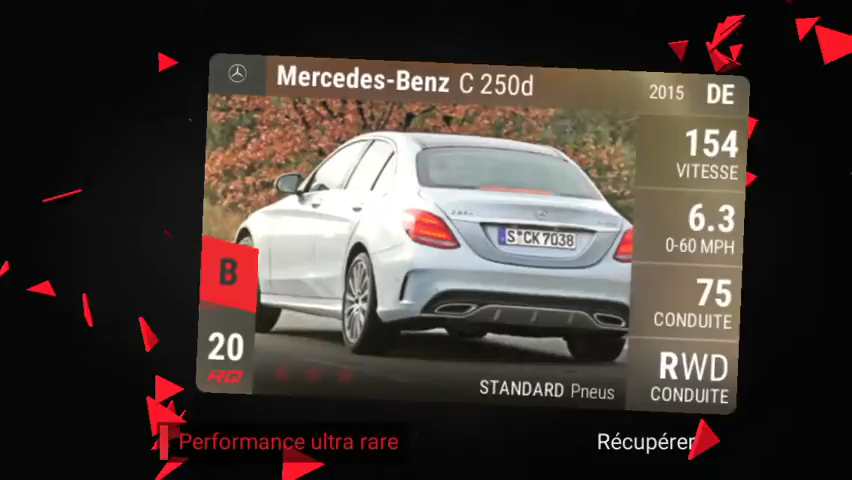 Mercedes-Benz C 250d
2015 DE
154
VITESSE
6.3
0-60 MPH
75
CONDUITE
RWD
CONDUITE
S CK 7038
B
20
RQ
STANDARD Pneus
Performance ultra rare
Récupérer